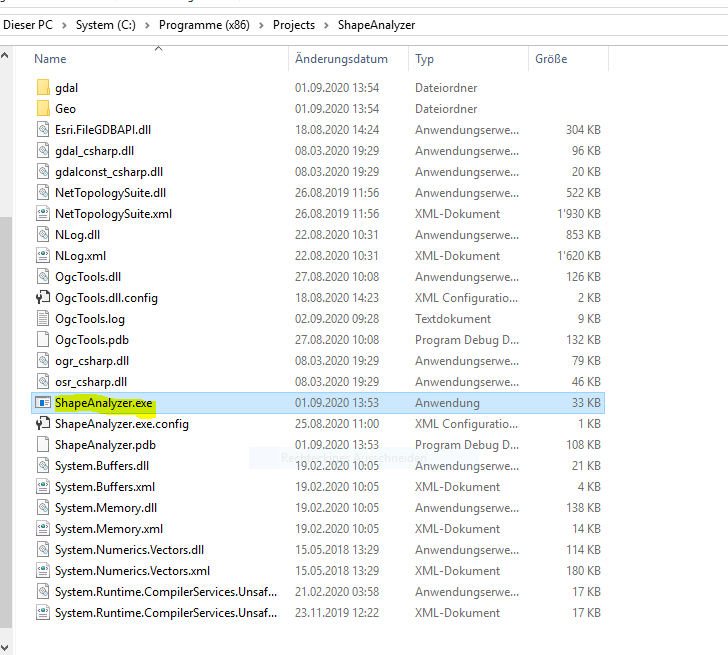 Dieser PC > System (C:) > Programme (x86) > Projects > ShapeAnalyzer
Name Änderungsdatum Typ Größe
gdal 01.09.2020 13:54 Dateiordner
Geo 01.09.2020 13:54 Dateiordner
Esri.FileGDBAPI.dll 18.08.2020 14:24 Anwendungserwe... 304 KB
gdal_csharp.dll 08.03.2020 19:29 Anwendungserwe... 96 KB
gdalconst_csharp.dll 08.03.2020 19:29 Anwendungserwe... 20 KB
NetTopologySuite.dll 26.08.2019 11:56 Anwendungserwe... 522 KB
NetTopologySuite.xml 26.08.2019 11:56 XML-Dokument 1'930 KB
NLog.dll 22.08.2020 10:31 Anwendungserwe... 853 KB
NLog.xml 22.08.2020 10:31 XML-Dokument 1'620 KB
OgcTools.dll 27.08.2020 10:08 Anwendungserwe... 126 KB
OgcTools.dll.config 18.08.2020 14:23 XML Configuratio... 2 KB
OgcTools.log 02.09.2020 09:28 Textdokument 9 KB
OgcTools.pdb 27.08.2020 10:08 Program Debug D... 132 KB
ogr_csharp.dll 08.03.2020 19:29 Anwendungserwe... 79 KB
osr_csharp.dll 08.03.2020 19:29 Anwendungserwe... 46 KB
ShapeAnalyzer.exe 01.09.2020 13:53 Anwendung 33 KB
ShapeAnalyzer.exe.config 25.08.2020 11:00 XML Configuratio... 1 KB
ShapeAnalyzer.pdb 01.09.2020 13:53 Program Debug D... 108 KB
Rechteckiges Ausschneiden
System.Buffers.dll 19.02.2020 10:05 Anwendungserwe... 21 KB
System.Buffers.xml 19.02.2020 10:05 XML-Dokument 4 KB
System.Memory.dll 19.02.2020 10:05 Anwendungserwe... 138 KB
System.Memory.xml 19.02.2020 10:05 XML-Dokument 14 KB
System.Numerics.Vectors.dll 15.05.2018 13:29 Anwendungserwe... 114 KB
System.Numerics.Vectors.xml 15.05.2018 13:29 XML-Dokument 180 KB
System.Runtime.CompilerServices.Unsaf... 21.02.2020 03:58 Anwendungserwe... 17 KB
System.Runtime.CompilerServices.Unsaf... 23.11.2019 12:22 XML-Dokument 17 KB